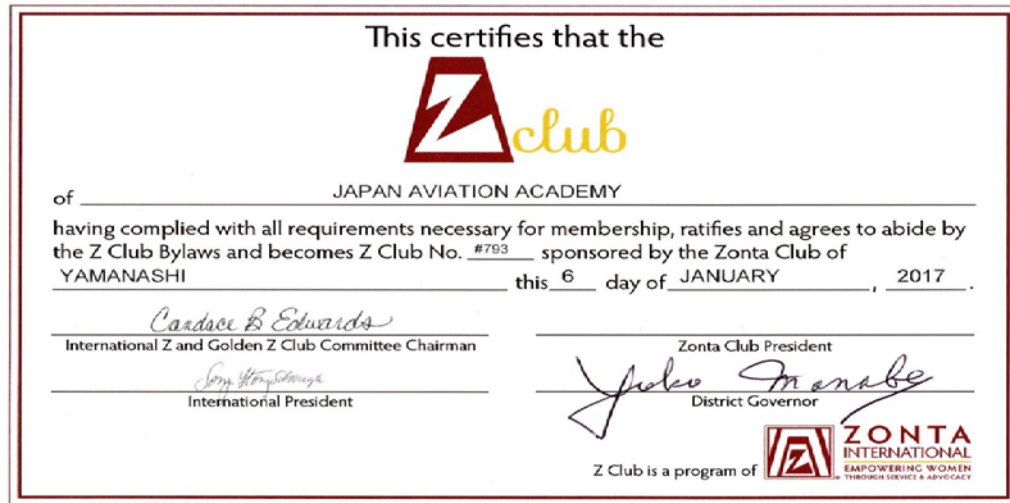 This certifies that the
Z club
of JAPAN AVIATION ACADEMY
having complied with all requirements necessary for membership, ratifies and agrees to abide by
the Z Club Bylaws and becomes Z Club No. #793 sponsored by the Zonta Club of
YAMANASHI this 6 day of JANUARY, 2017.
Candace B Edwards
International Z and Golden Z Club Committee Chairman Zonta Club President
Yuko Manabe
International President District Governor
Z Club is a program of
ZONTA
INTERNATIONAL
EMPOWERING WOMEN
THROUGH SERVICE & ADVOCACY